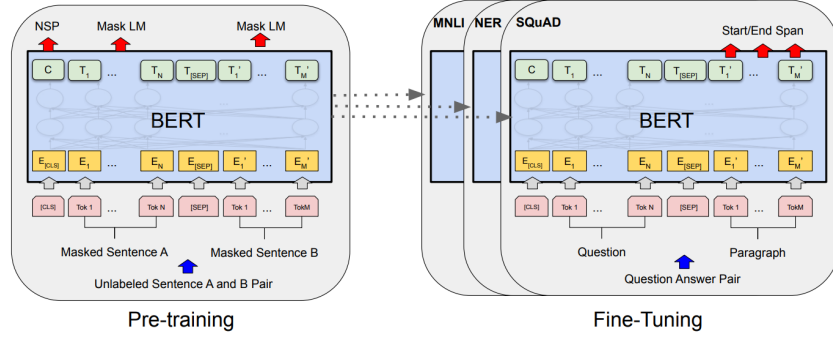 NSP Mask LM Mask LM
C T1 ... TN T[SEP] T1' ... TM'
BERT
E[CLS] E1 ... EN E[SEP] E1' ... EM'
[CLS] Tok 1 ... Tok N [SEP] Tok 1 ... TokM
Masked Sentence A Masked Sentence B
Unlabeled Sentence A and B Pair
Pre-training
MNLI NER SQuAD
Start/End Span
C T1 ... TN T[SEP] T1' ... TM'
BERT
E[CLS] E1 ... EN E[SEP] E1' ... EM'
[CLS] Tok 1 ... Tok N [SEP] Tok 1 ... TokM
Question Paragraph
Question Answer Pair
Fine-Tuning